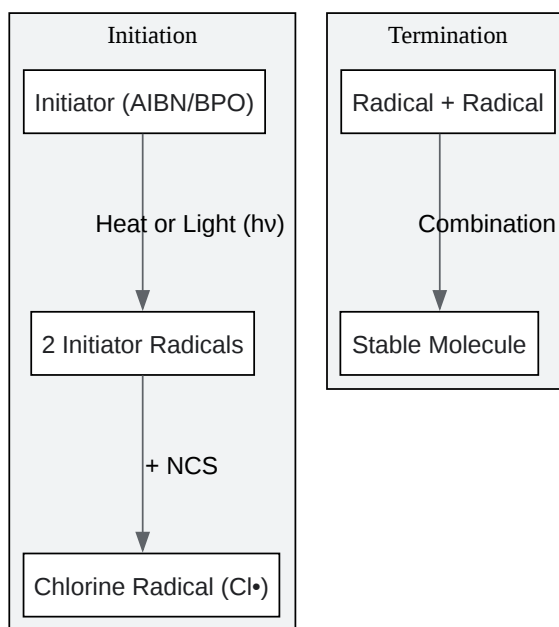 Initiation
Initiator (AIBN/BPO)
Heat or Light (hν)
2 Initiator Radicals
+ NCS
Chlorine Radical (Cl•)
Termination
Radical + Radical
Combination
Stable Molecule